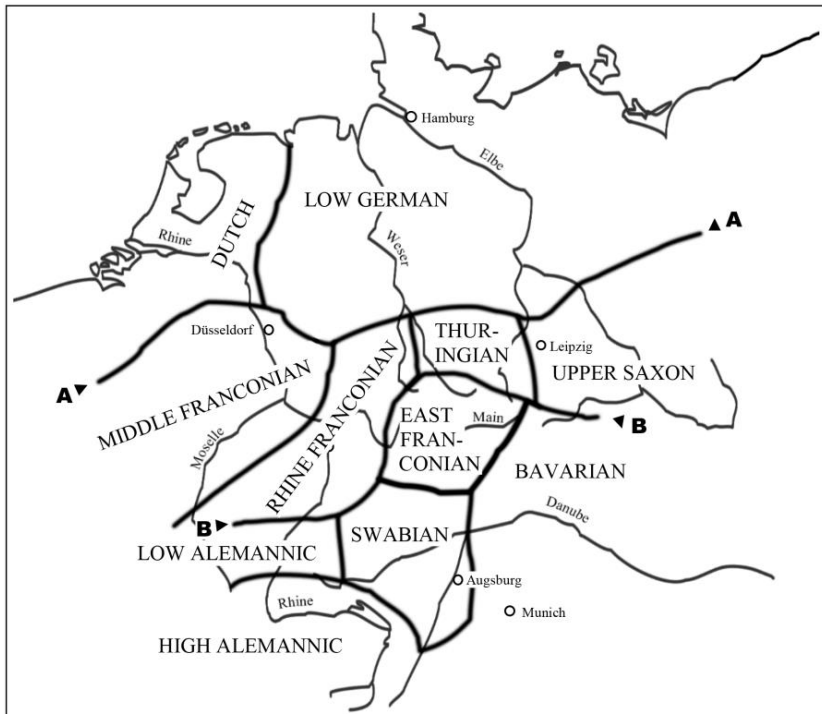 Hamburg
Elbe
LOW GERMAN
A
DUTCH
Rhine
Weser
Düsseldorf
THUR-
INGIAN
Leipzig
UPPER SAXON
A
MIDDLE FRANCONIAN
RHINE FRANCONIAN
EAST
FRAN-
CONIAN
Main
B
Moselle
BAVARIAN
Danube
B
SWABIAN
LOW ALEMANNIC
Augsburg
Rhine
Munich
HIGH ALEMANNIC